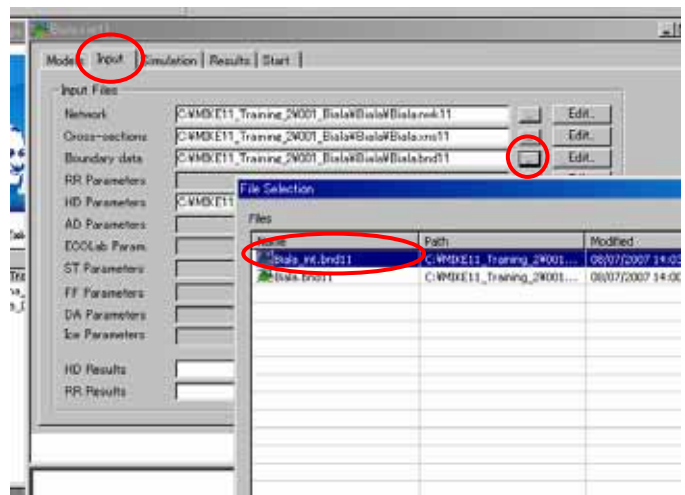 Models Input Simulation Results Start
Input Files
Network C:¥MIKE11_Training_2¥001_Biala¥Biala¥Biala.nwk11 ... Edit...
Cross-sections C:¥MIKE11_Training_2¥001_Biala¥Biala¥Biala.xns11 ... Edit...
Boundary data C:¥MIKE11_Training_2¥001_Biala¥Biala¥Biala.bnd11 ... Edit...
RR Parameters
HD Parameters C:¥MIKE11
AD Parameters
ECOLab Param.
ST Parameters
FF Parameters
DA Parameters
Ice Parameters
HD Results
RR Results
File Selection
Files
Name Path Modified
Biala_int.bnd11 C:¥MIKE11_Training_2¥001... 08/07/2007 14:03
Biala.bnd11 C:¥MIKE11_Training_2¥001... 08/07/2007 14:00